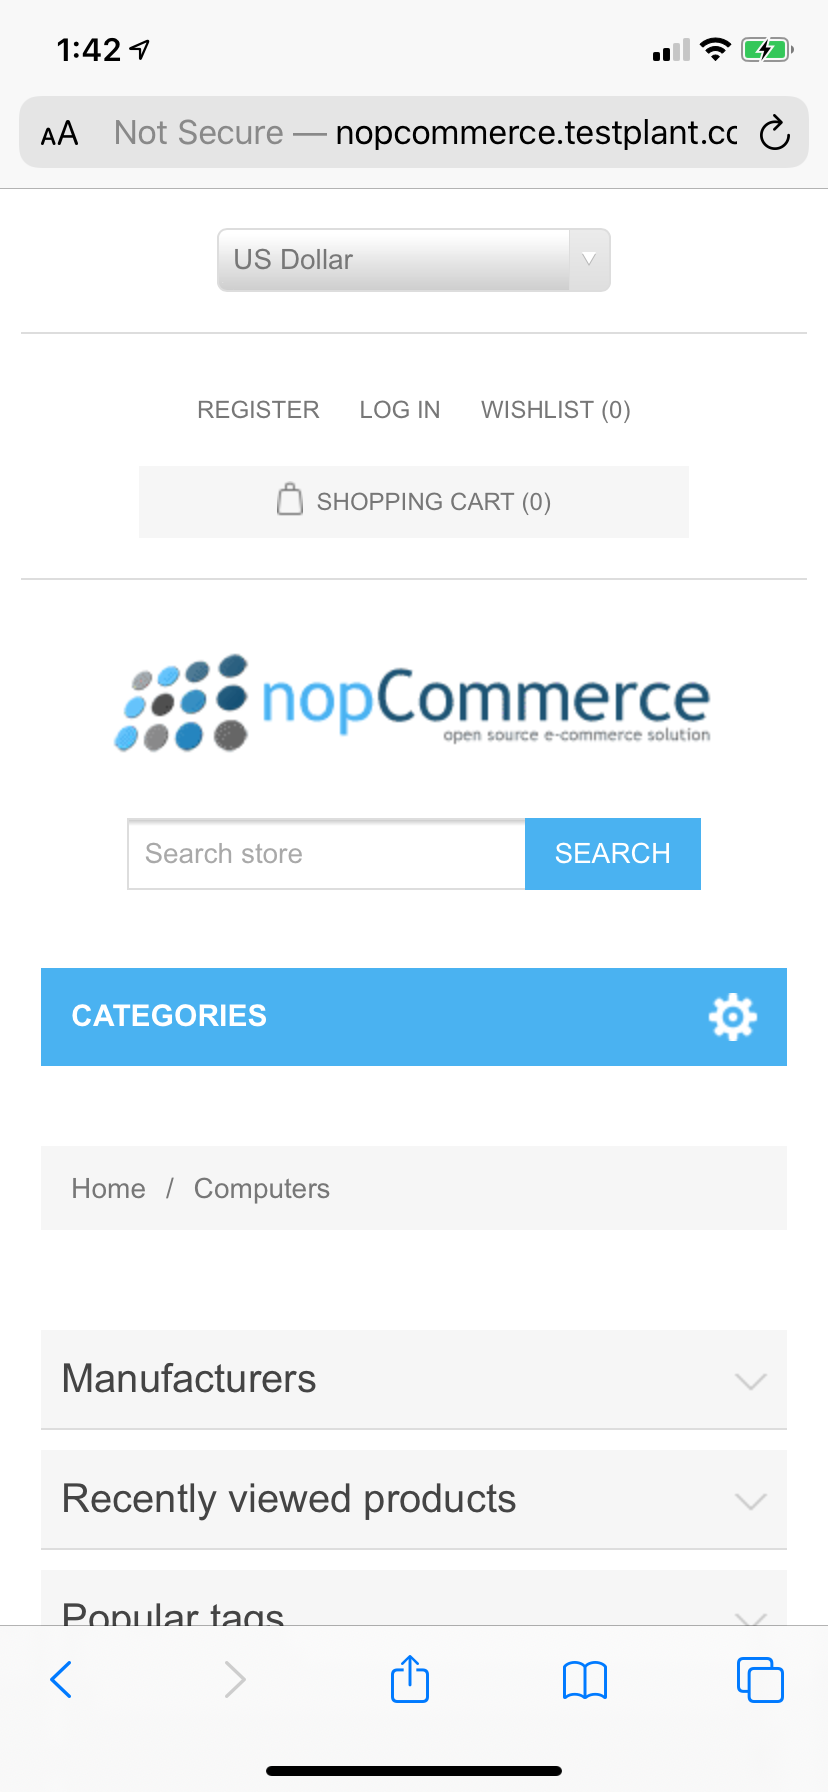 1:42
AA Not Secure — nopcommerce.testplant.cc
US Dollar
REGISTER LOG IN WISHLIST (0)
SHOPPING CART (0)
nopCommerce
open source e-commerce solution
Search store SEARCH
CATEGORIES
Home / Computers
Manufacturers
Recently viewed products
Popular tags